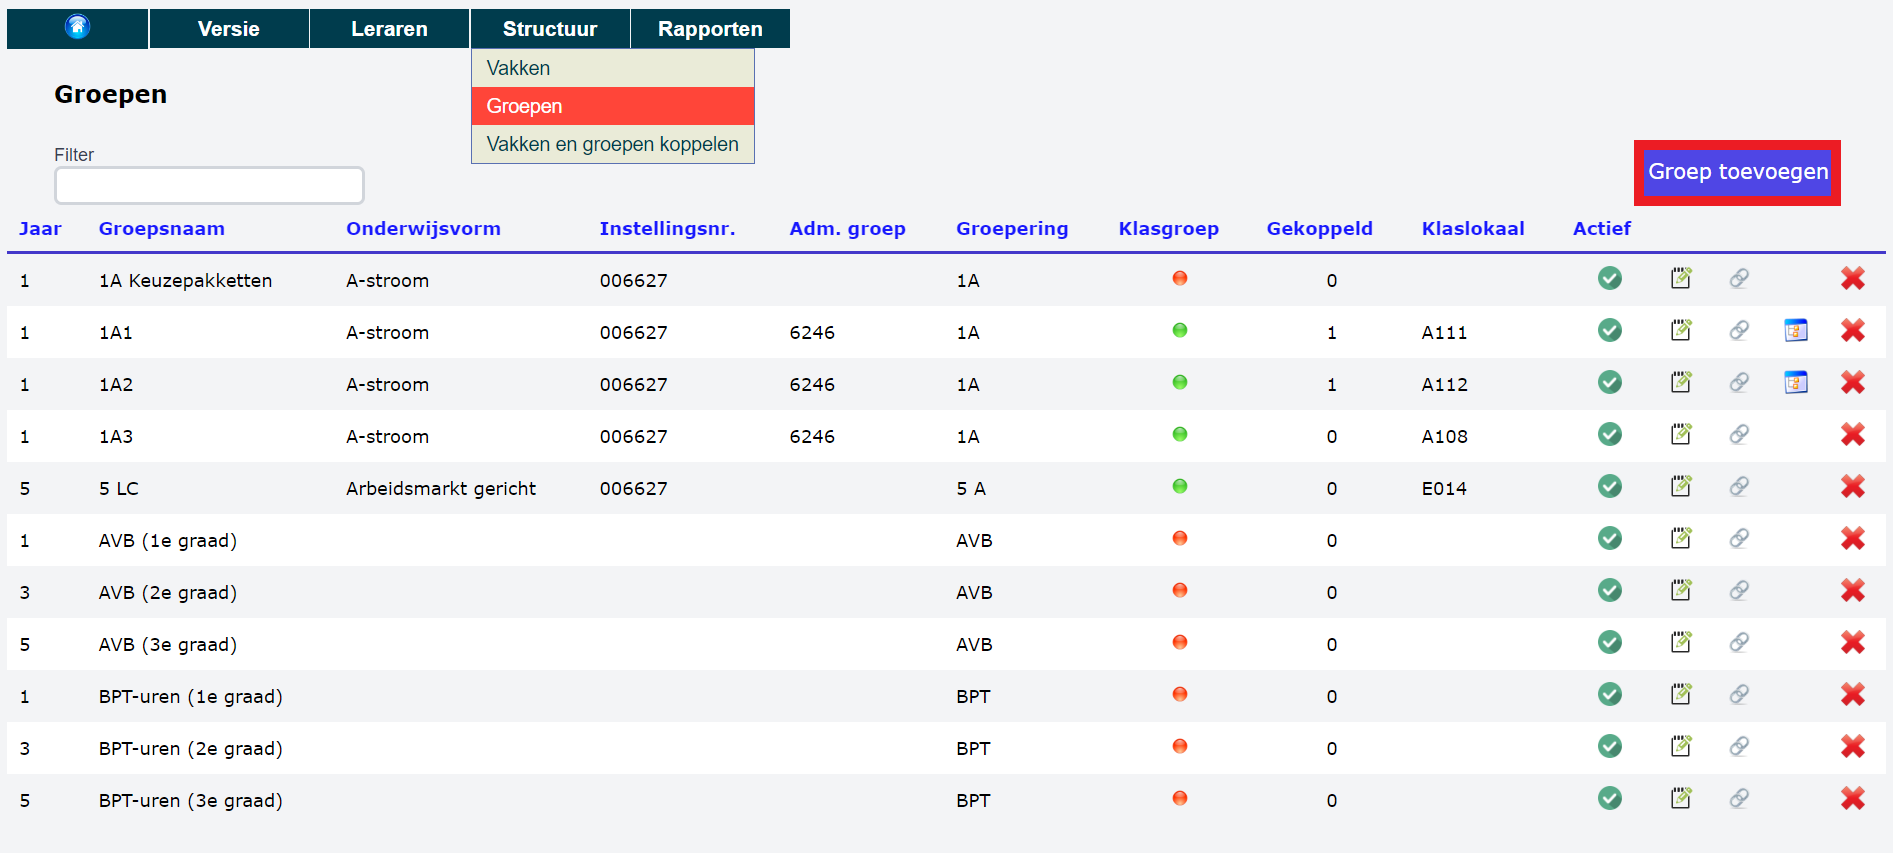 Versie Leraren Structuur Rapporten
Vakken
Groepen
Vakken en groepen koppelen
Groepen
Filter
Groep toevoegen
Jaar Groepsnaam Onderwijsvorm Instellingsnr. Adm. groep Groepering Klasgroep Gekoppeld Klaslokaal Actief
1 1A Keuzepakketten A-stroom 006627 1A 0
1 1A1 A-stroom 006627 6246 1A 1 A111
1 1A2 A-stroom 006627 6246 1A 1 A112
1 1A3 A-stroom 006627 6246 1A 0 A108
5 5 LC Arbeidsmarkt gericht 006627 5 A 0 E014
1 AVB (1e graad) AVB 0
3 AVB (2e graad) AVB 0
5 AVB (3e graad) AVB 0
1 BPT-uren (1e graad) BPT 0
3 BPT-uren (2e graad) BPT 0
5 BPT-uren (3e graad) BPT 0